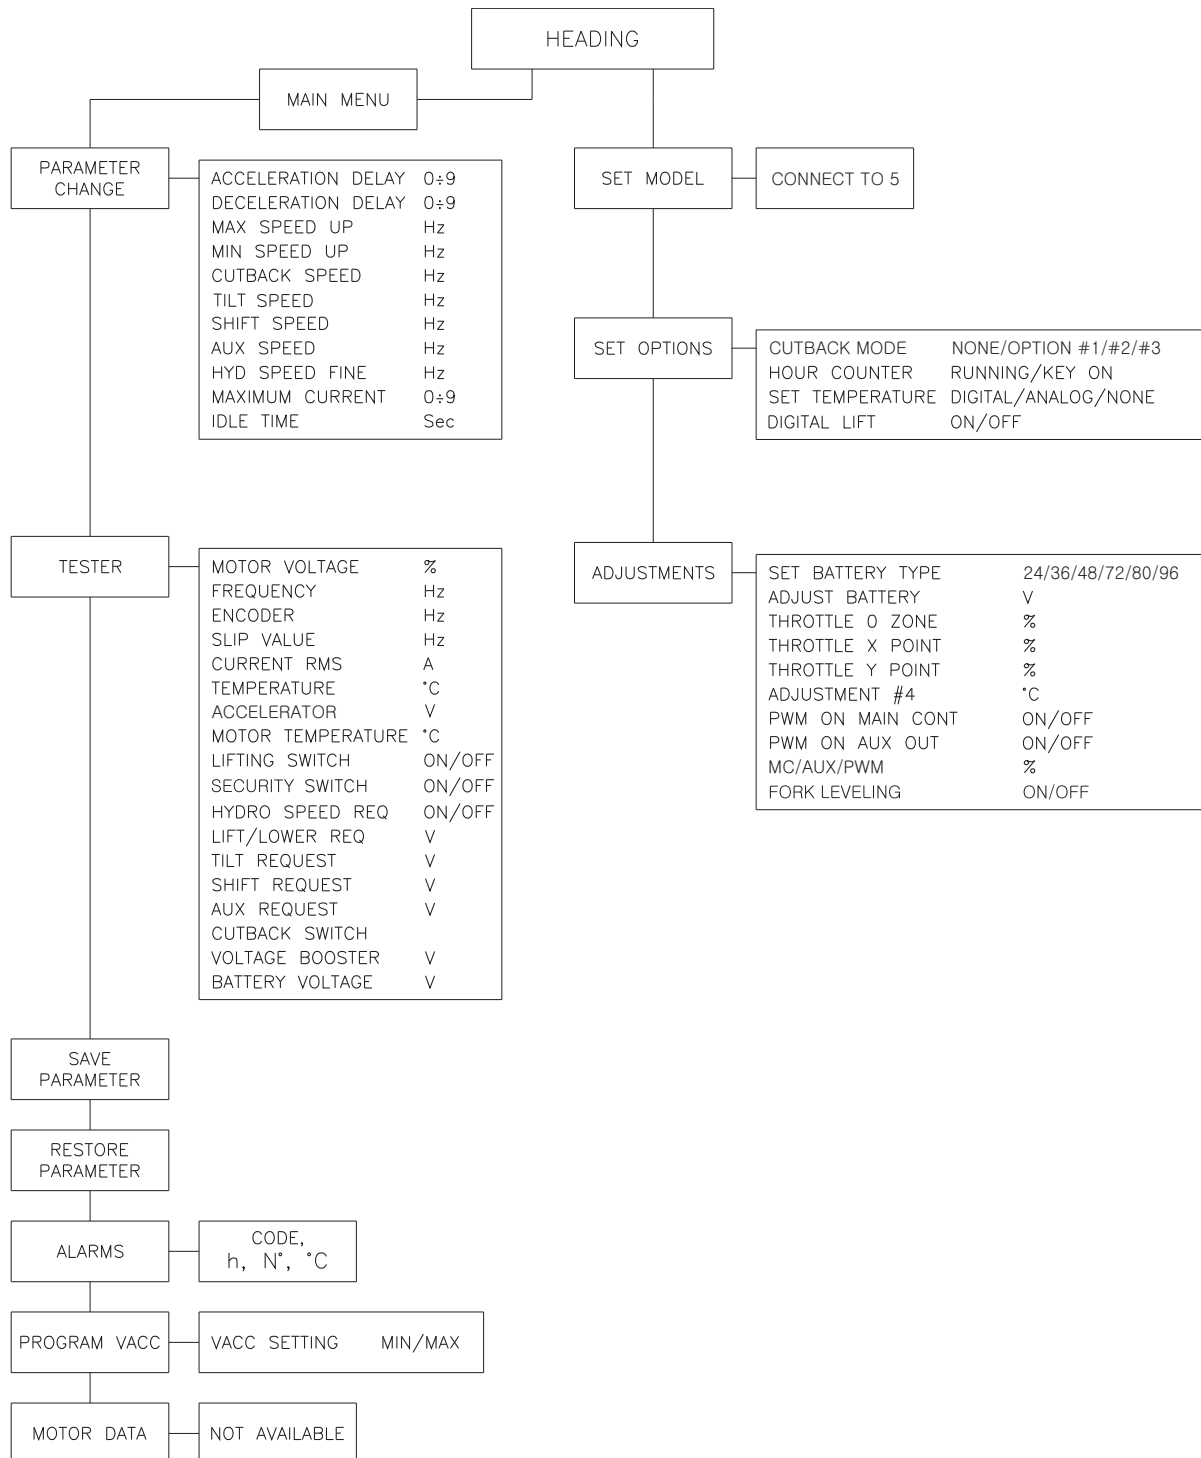 HEADING
MAIN MENU
PARAMETER
CHANGE
ACCELERATION DELAY 0÷9
DECELERATION DELAY 0÷9
MAX SPEED UP Hz
MIN SPEED UP Hz
CUTBACK SPEED Hz
TILT SPEED Hz
SHIFT SPEED Hz
AUX SPEED Hz
HYD SPEED FINE Hz
MAXIMUM CURRENT 0÷9
IDLE TIME Sec
SET MODEL
CONNECT TO 5
SET OPTIONS
CUTBACK MODE NONE/OPTION #1/#2/#3
HOUR COUNTER RUNNING/KEY ON
SET TEMPERATURE DIGITAL/ANALOG/NONE
DIGITAL LIFT ON/OFF
TESTER
MOTOR VOLTAGE %
FREQUENCY Hz
ENCODER Hz
SLIP VALUE Hz
CURRENT RMS A
TEMPERATURE °C
ACCELERATOR V
MOTOR TEMPERATURE °C
LIFTING SWITCH ON/OFF
SECURITY SWITCH ON/OFF
HYDRO SPEED REQ ON/OFF
LIFT/LOWER REQ V
TILT REQUEST V
SHIFT REQUEST V
AUX REQUEST V
CUTBACK SWITCH
VOLTAGE BOOSTER V
BATTERY VOLTAGE V
ADJUSTMENTS
SET BATTERY TYPE 24/36/48/72/80/96
ADJUST BATTERY V
THROTTLE 0 ZONE %
THROTTLE X POINT %
THROTTLE Y POINT %
ADJUSTMENT #4 °C
PWM ON MAIN CONT ON/OFF
PWM ON AUX OUT ON/OFF
MC/AUX/PWM %
FORK LEVELING ON/OFF
SAVE
PARAMETER
RESTORE
PARAMETER
ALARMS
CODE,
h, N°, °C
PROGRAM VACC
VACC SETTING MIN/MAX
MOTOR DATA
NOT AVAILABLE